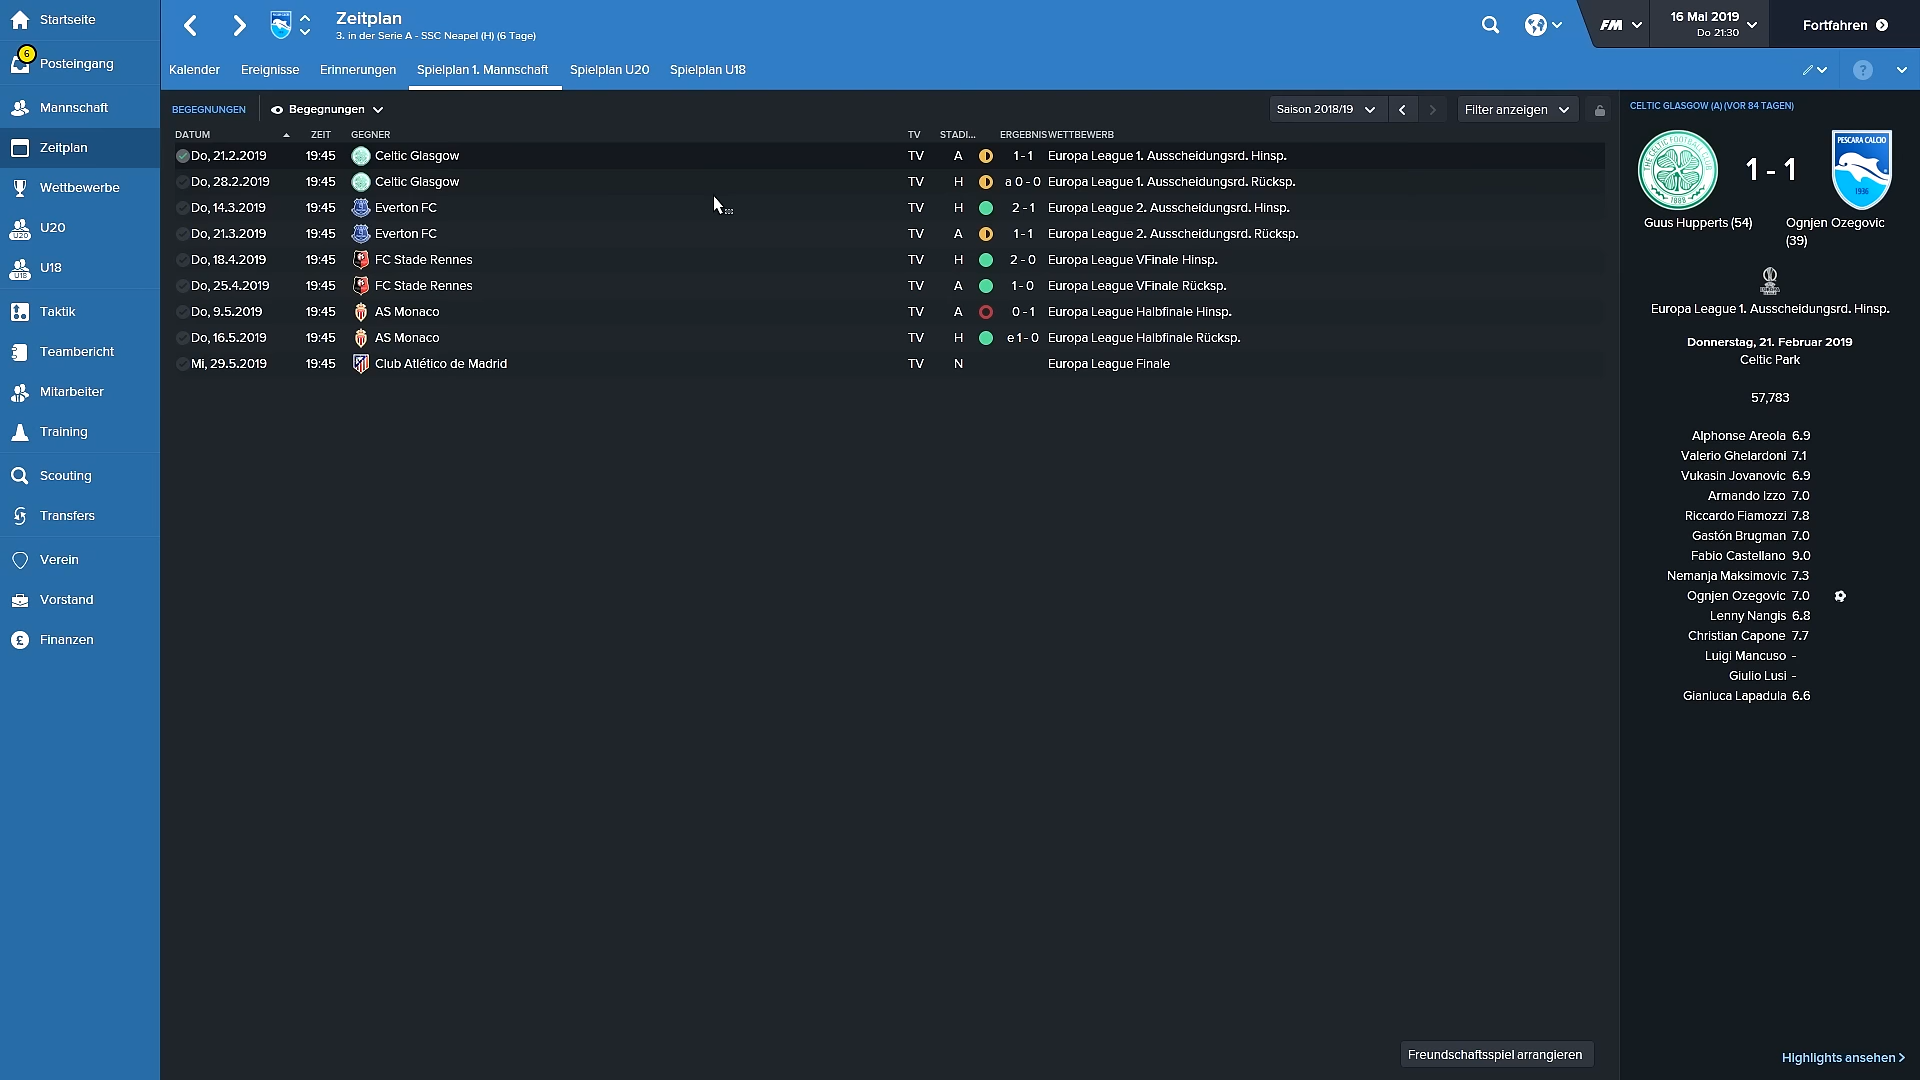 Startseite
6
Posteingang
Mannschaft
Zeitplan
Wettbewerbe
U20
U18
Taktik
Teambericht
Mitarbeiter
Training
Scouting
Transfers
Verein
Vorstand
Finanzen
Zeitplan
3. in der Serie A - SSC Neapel (H) (6 Tage)
FM
16 Mai 2019
Do 21:30
Fortfahren
Kalender Ereignisse Erinnerungen Spielplan 1. Mannschaft Spielplan U20 Spielplan U18
?
BEGEGNUNGEN Begegnungen Saison 2018/19 Filter anzeigen
DATUM ZEIT GEGNER TV STADI... ERGEBNIS WETTBEWERB
Do, 21.2.2019 19:45 Celtic Glasgow TV A 1 - 1 Europa League 1. Ausscheidungsrd. Hinsp.
Do, 28.2.2019 19:45 Celtic Glasgow TV H a 0 - 0 Europa League 1. Ausscheidungsrd. Rücksp.
Do, 14.3.2019 19:45 Everton FC TV H 2 - 1 Europa League 2. Ausscheidungsrd. Hinsp.
Do, 21.3.2019 19:45 Everton FC TV A 1 - 1 Europa League 2. Ausscheidungsrd. Rücksp.
Do, 18.4.2019 19:45 FC Stade Rennes TV H 2 - 0 Europa League VFinale Hinsp.
Do, 25.4.2019 19:45 FC Stade Rennes TV A 1 - 0 Europa League VFinale Rücksp.
Do, 9.5.2019 19:45 AS Monaco TV A 0 - 1 Europa League Halbfinale Hinsp.
Do, 16.5.2019 19:45 AS Monaco TV H e 1 - 0 Europa League Halbfinale Rücksp.
Mi, 29.5.2019 19:45 Club Atlético de Madrid TV N Europa League Finale
Freundschaftsspiel arrangieren
CELTIC GLASGOW (A) (VOR 84 TAGEN)
THE CELTIC FOOTBALL CLUB
1888
1 - 1
PESCARA CALCIO
1936
Guus Hupperts (54)
Ognjen Ozegovic
(39)
Europa League 1. Ausscheidungsrd. Hinsp.
Donnerstag, 21. Februar 2019
Celtic Park
57,783
Alphonse Areola 6.9
Valerio Ghelardoni 7.1
Vukasin Jovanovic 6.9
Armando Izzo 7.0
Riccardo Fiamozzi 7.8
Gastón Brugman 7.0
Fabio Castellano 9.0
Nemanja Maksimovic 7.3
Ognjen Ozegovic 7.0
Lenny Nangis 6.8
Christian Capone 7.7
Luigi Mancuso -
Giulio Lusi -
Gianluca Lapadula 6.6
Highlights ansehen >